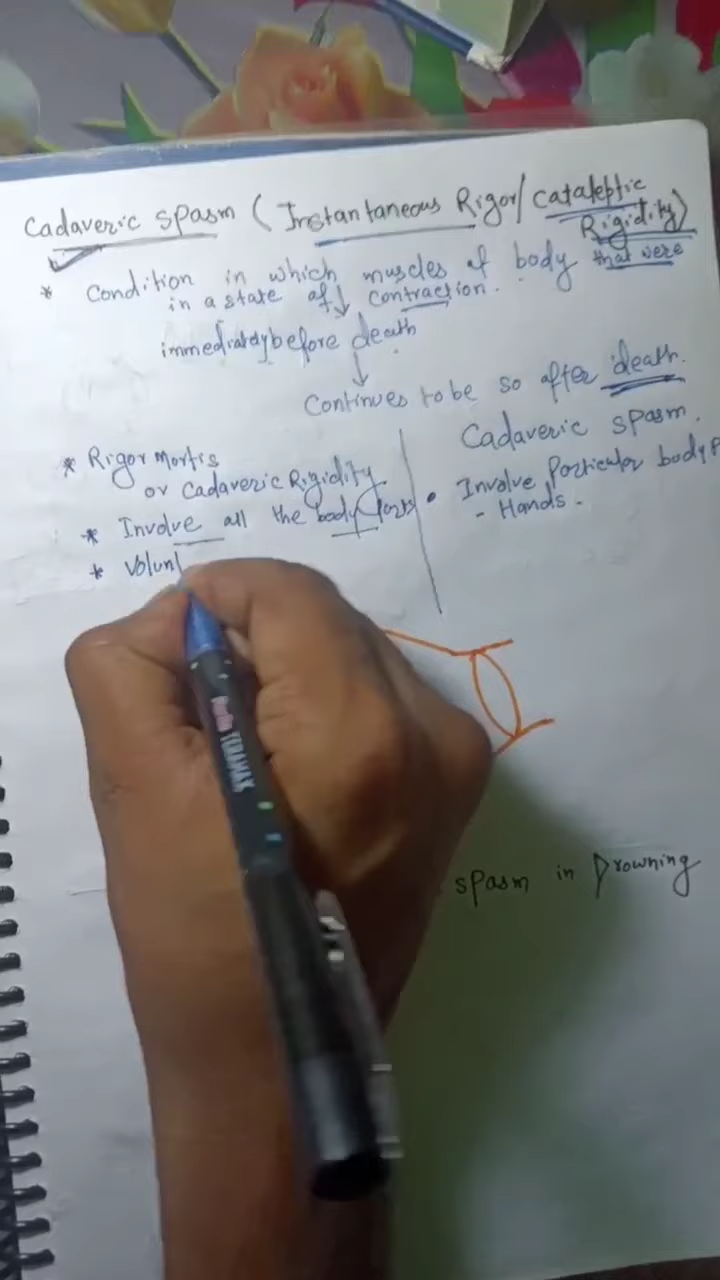 Cadaveric spasm (Instantaneous Rigor/Cataleptic
Rigidity)
* Condition in which muscles of body that were
in a state of contraction.
immediately before death
Continues to be so after death.
* Rigor Mortis
or Cadaveric Rigidity
* Involve all the body parts
* Volun
Cadaveric spasm.
• Involve Particular body P
- Hands -
spasm in Drowning
TERAMAX